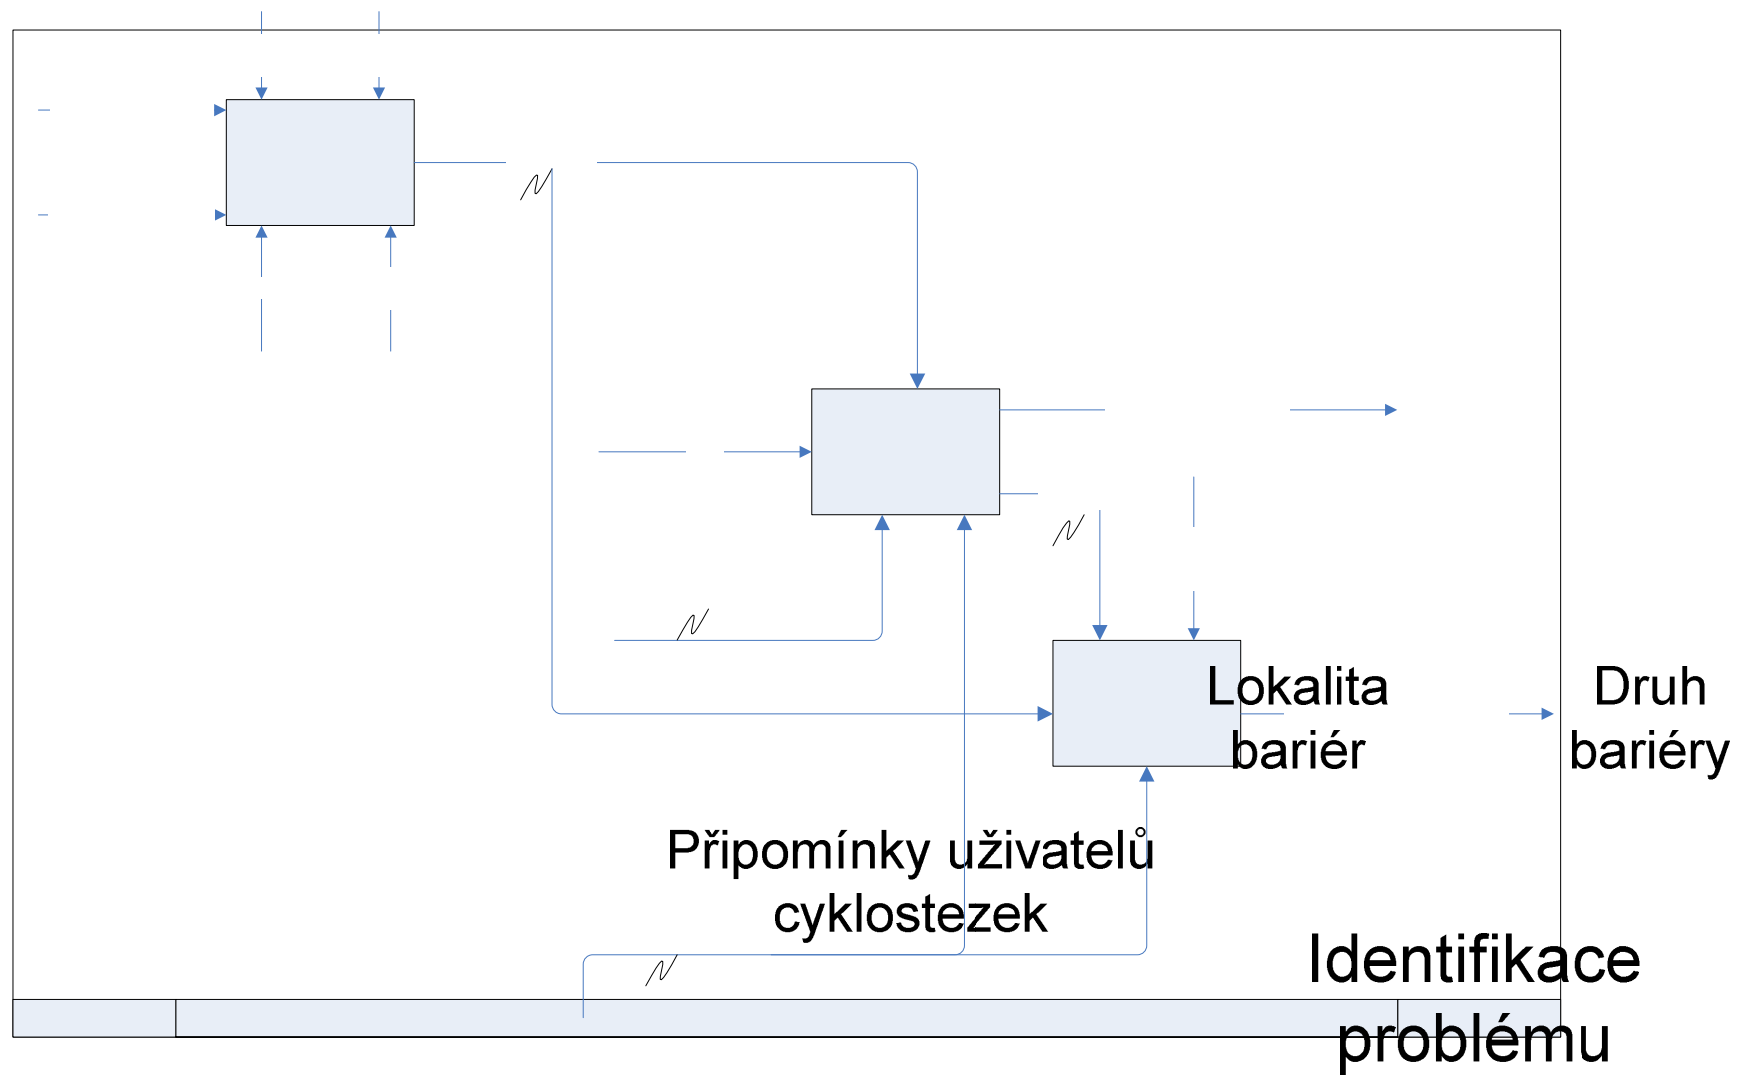 Lokalita
bariér
Druh
bariéry
Připomínky uživatelů
cyklostezek
Identifikace
problému